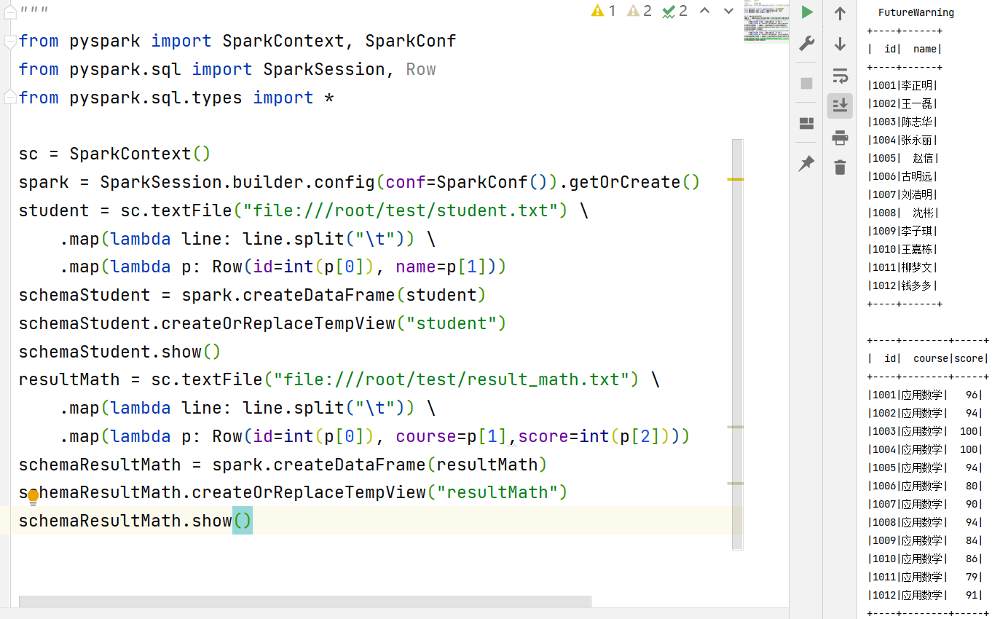 """
1 2 2
from pyspark import SparkContext, SparkConf
from pyspark.sql import SparkSession, Row
from pyspark.sql.types import *
sc = SparkContext()
spark = SparkSession.builder.config(conf=SparkConf()).getOrCreate()
student = sc.textFile("file:///root/test/student.txt") \
    .map(lambda line: line.split("\t")) \
    .map(lambda p: Row(id=int(p[0]), name=p[1]))
schemaStudent = spark.createDataFrame(student)
schemaStudent.createOrReplaceTempView("student")
schemaStudent.show()
resultMath = sc.textFile("file:///root/test/result_math.txt") \
    .map(lambda line: line.split("\t")) \
    .map(lambda p: Row(id=int(p[0]), course=p[1],score=int(p[2])))
schemaResultMath = spark.createDataFrame(resultMath)
schemaResultMath.createOrReplaceTempView("resultMath")
schemaResultMath.show()
FutureWarning
+----+------+
|  id|  name|
+----+------+
|1001|李正明|
|1002|王一磊|
|1003|陈志华|
|1004|张永丽|
|1005|  赵信|
|1006|古明远|
|1007|刘浩明|
|1008|  沈彬|
|1009|李子琪|
|1010|王嘉栋|
|1011|柳梦文|
|1012|钱多多|
+----+------+
+----+--------+-----+
|  id|  course|score|
+----+--------+-----+
|1001|应用数学|   96|
|1002|应用数学|   94|
|1003|应用数学|  100|
|1004|应用数学|  100|
|1005|应用数学|   94|
|1006|应用数学|   80|
|1007|应用数学|   90|
|1008|应用数学|   94|
|1009|应用数学|   84|
|1010|应用数学|   86|
|1011|应用数学|   79|
|1012|应用数学|   91|
+----+--------+-----+